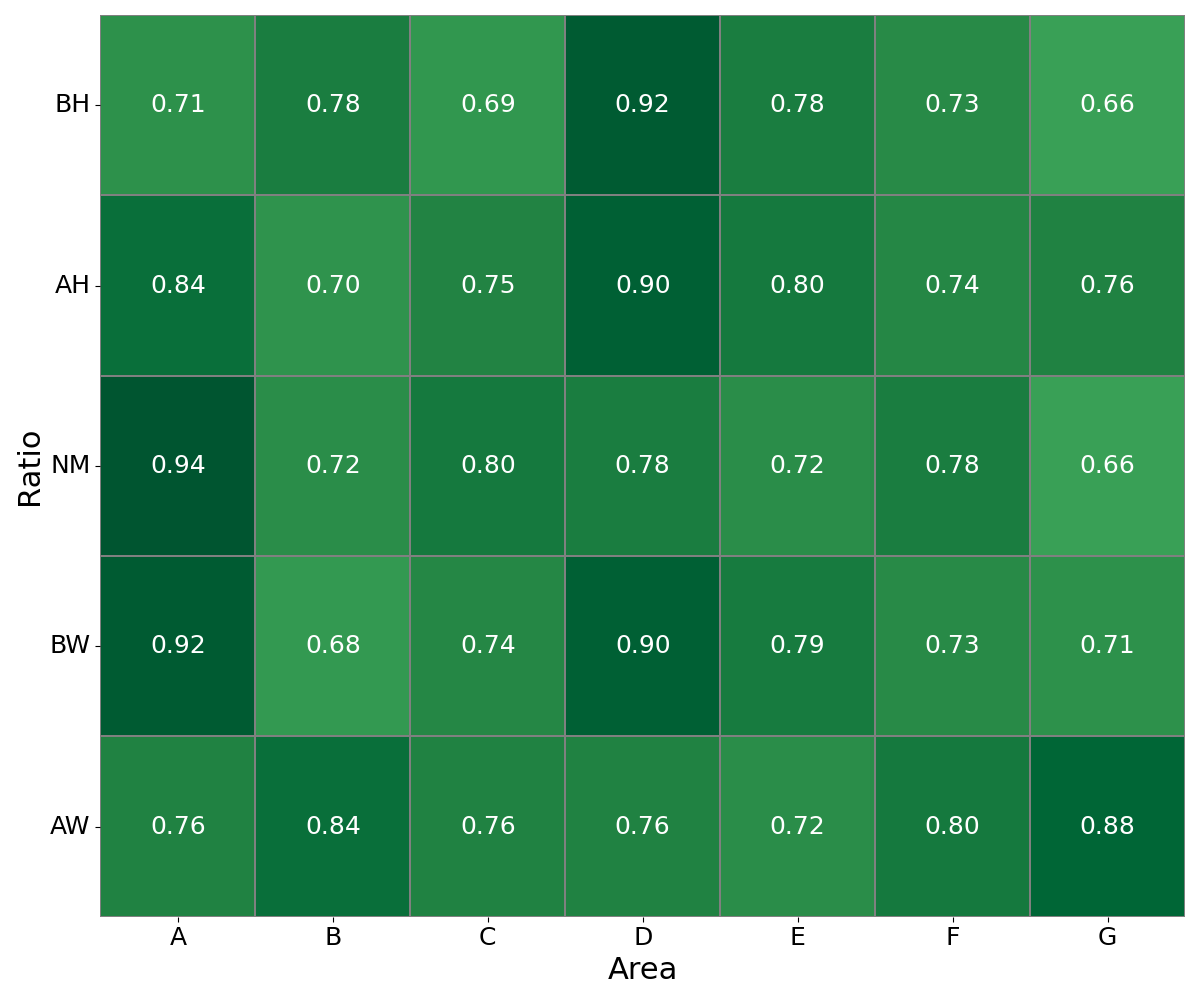 BH 0.71 0.78 0.69 0.92 0.78 0.73 0.66
AH 0.84 0.70 0.75 0.90 0.80 0.74 0.76
Ratio
NM 0.94 0.72 0.80 0.78 0.72 0.78 0.66
BW 0.92 0.68 0.74 0.90 0.79 0.73 0.71
AW 0.76 0.84 0.76 0.76 0.72 0.80 0.88
A B C D E F G
Area